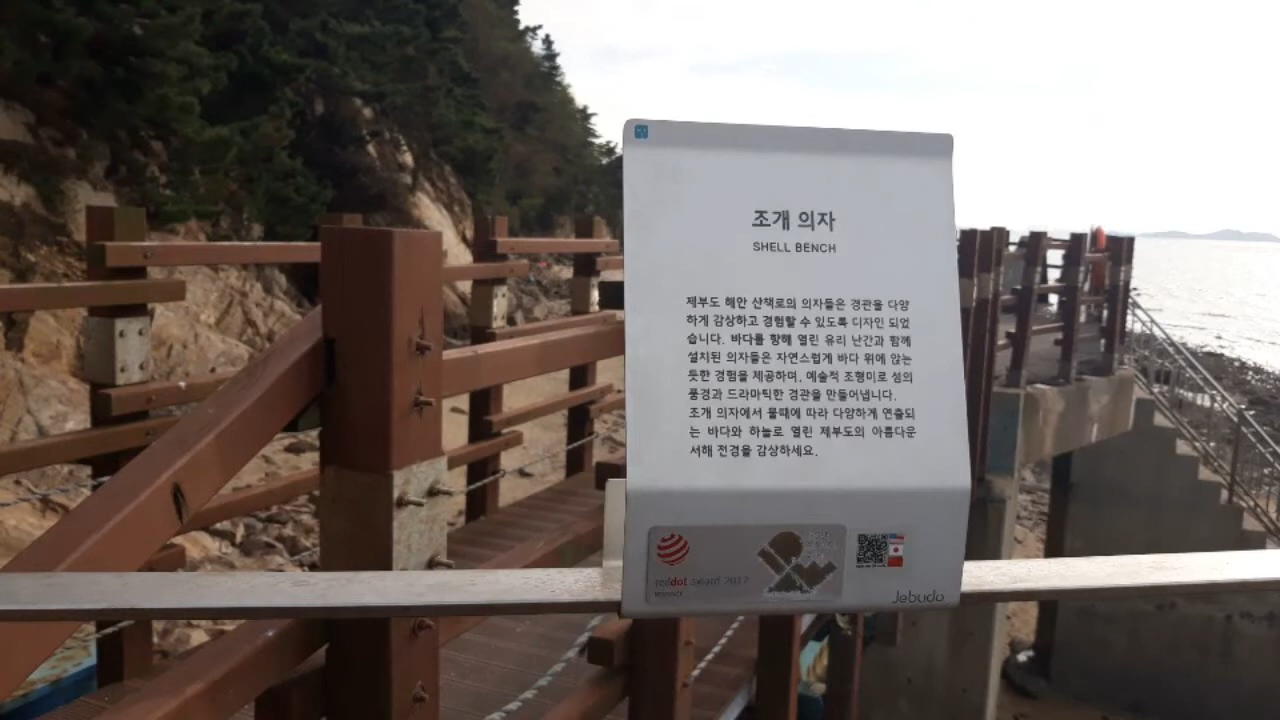 조개 의자
SHELL BENCH
제부도 해안 산책로의 의자들은 경관을 다양
하게 감상하고 경험할 수 있도록 디자인 되었
습니다. 바다를 향해 열린 유리 난간과 함께
설치된 의자들은 자연스럽게 바다 위에 앉는
듯한 경험을 제공하며, 예술적 조형미로 섬의
풍경과 드라마틱한 경관을 만들어냅니다.
조개 의자에서 물때에 따라 다양하게 연출되
는 바다와 하늘로 열린 제부도의 아름다운
서해 전경을 감상하세요.
reddot award 2017
Jebudo